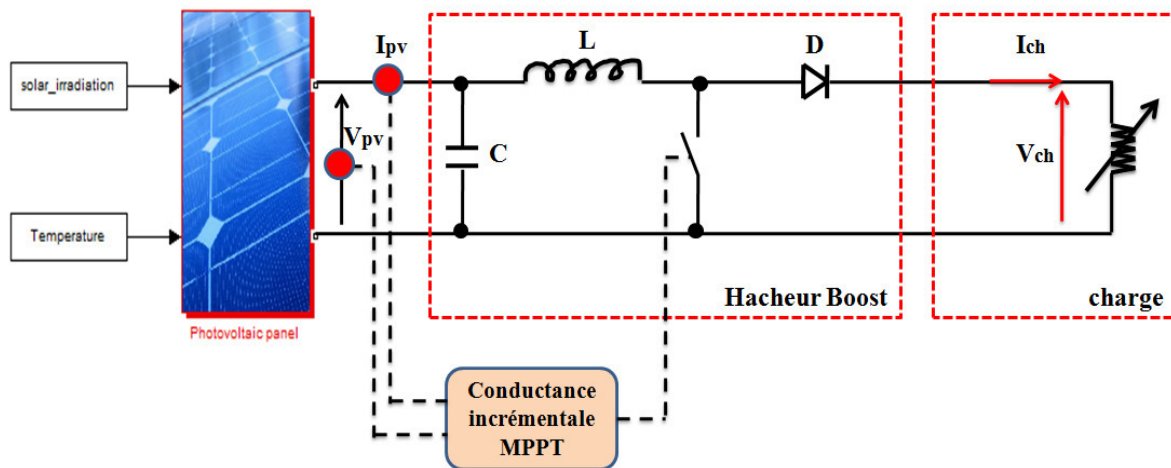 solar_irradiation
Temperature
Photovoltaic panel
Ipv
Vpv
C
L
D
Hacheur Boost
Ich
Vch
charge
Conductance
incrémentale
MPPT